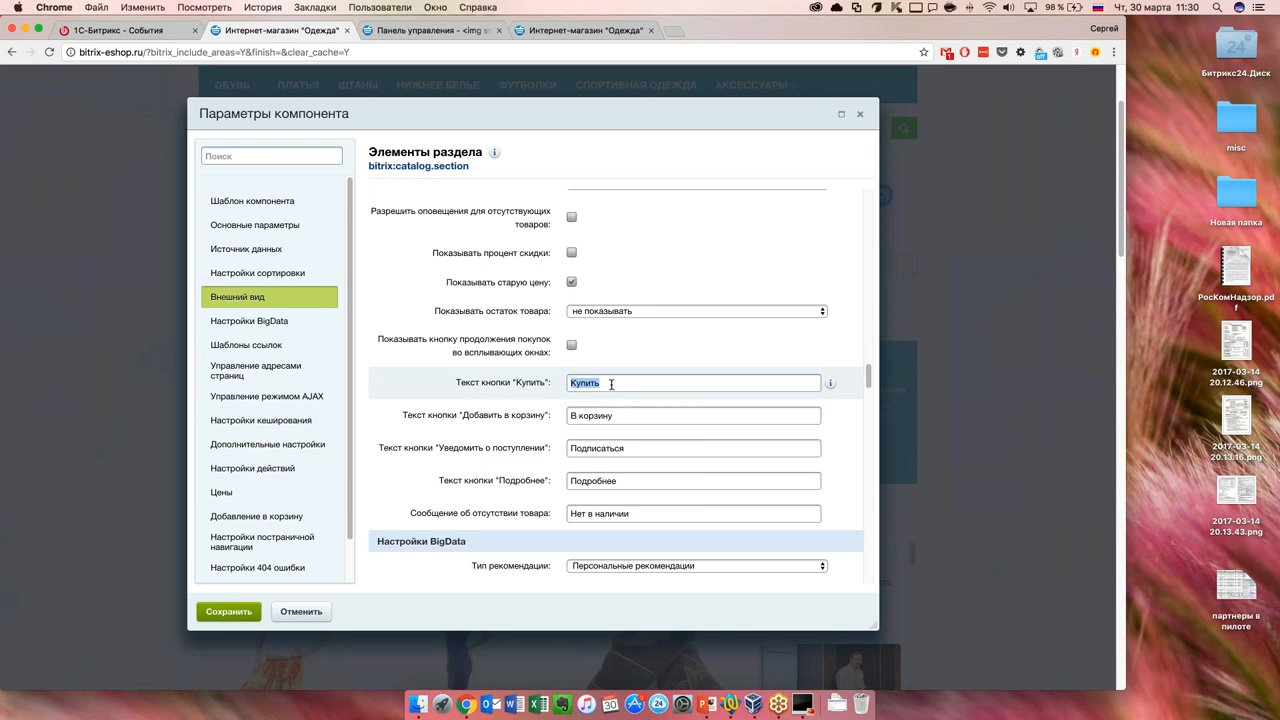 Chrome Файл Изменить Посмотреть История Закладки Пользователи Окно Справка
98 % Чт, 30 марта 11:30
1С-Битрикс - События
Интернет-магазин "Одежда"
Панель управления - <img s
Интернет-магазин "Одежда"
Сергей
bitrix-eshop.ru/?bitrix_include_areas=Y&finish=&clear_cache=Y
ОБУВЬ ПЛАТЬЯ ШТАНЫ НИЖНЕЕ БЕЛЬЕ ФУТБОЛКИ СПОРТИВНАЯ ОДЕЖДА АКСЕССУАРЫ
Параметры компонента
Поиск
Шаблон компонента
Основные параметры
Источник данных
Настройки сортировки
Внешний вид
Настройки BigData
Шаблоны ссылок
Управление адресами
страниц
Управление режимом AJAX
Настройки кеширования
Дополнительные настройки
Настройки действий
Цены
Добавление в корзину
Настройки постраничной
навигации
Настройки 404 ошибки
Элементы раздела
bitrix:catalog.section
Разрешить оповещения для отсутствующих
товаров:
Показывать процент скидки:
Показывать старую цену:
Показывать остаток товара: не показывать
Показывать кнопку продолжения покупок
во всплывающих окнах:
Текст кнопки "Купить": Купить
Текст кнопки "Добавить в корзину": В корзину
Текст кнопки "Уведомить о поступлении": Подписаться
Текст кнопки "Подробнее": Подробнее
Сообщение об отсутствии товара: Нет в наличии
Настройки BigData
Тип рекомендации: Персональные рекомендации
Сохранить Отменить
24
Битрикс24.Диск
misc
Новая папка
РосКомНадзор.pd
f
2017-03-14
20.12.46.png
2017-03-14
20.13.16.png
2017-03-14
20.13.43.png
партнеры в
пилоте